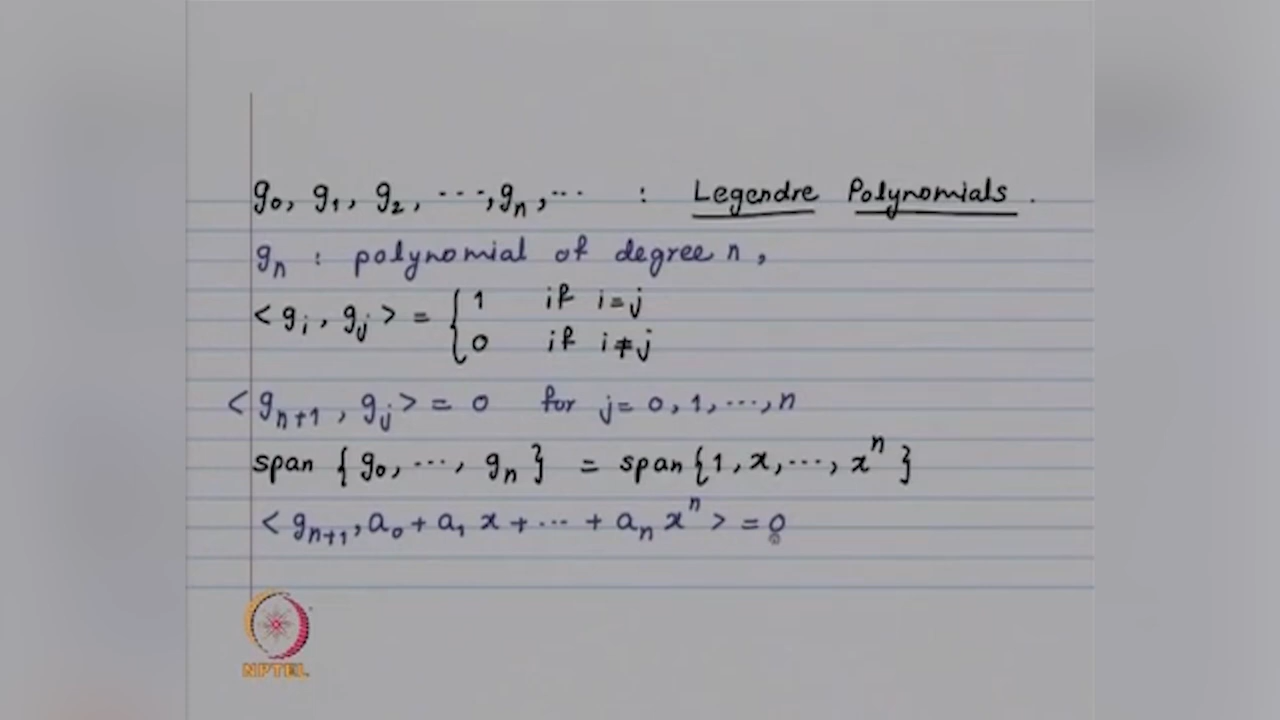 g₀, g₁, g₂, ..., gₙ, ... : Legendre Polynomials .
gₙ : polynomial of degree n ,
< gᵢ , gⱼ > = { 1 if i = j
0 if i ≠ j
< gₙ₊₁ , gⱼ > = 0 for j = 0, 1, ..., n
span { g₀, ..., gₙ } = span { 1, x, ..., xⁿ }
< gₙ₊₁, a₀ + a₁ x + ... + aₙ xⁿ > = 0
NPTEL